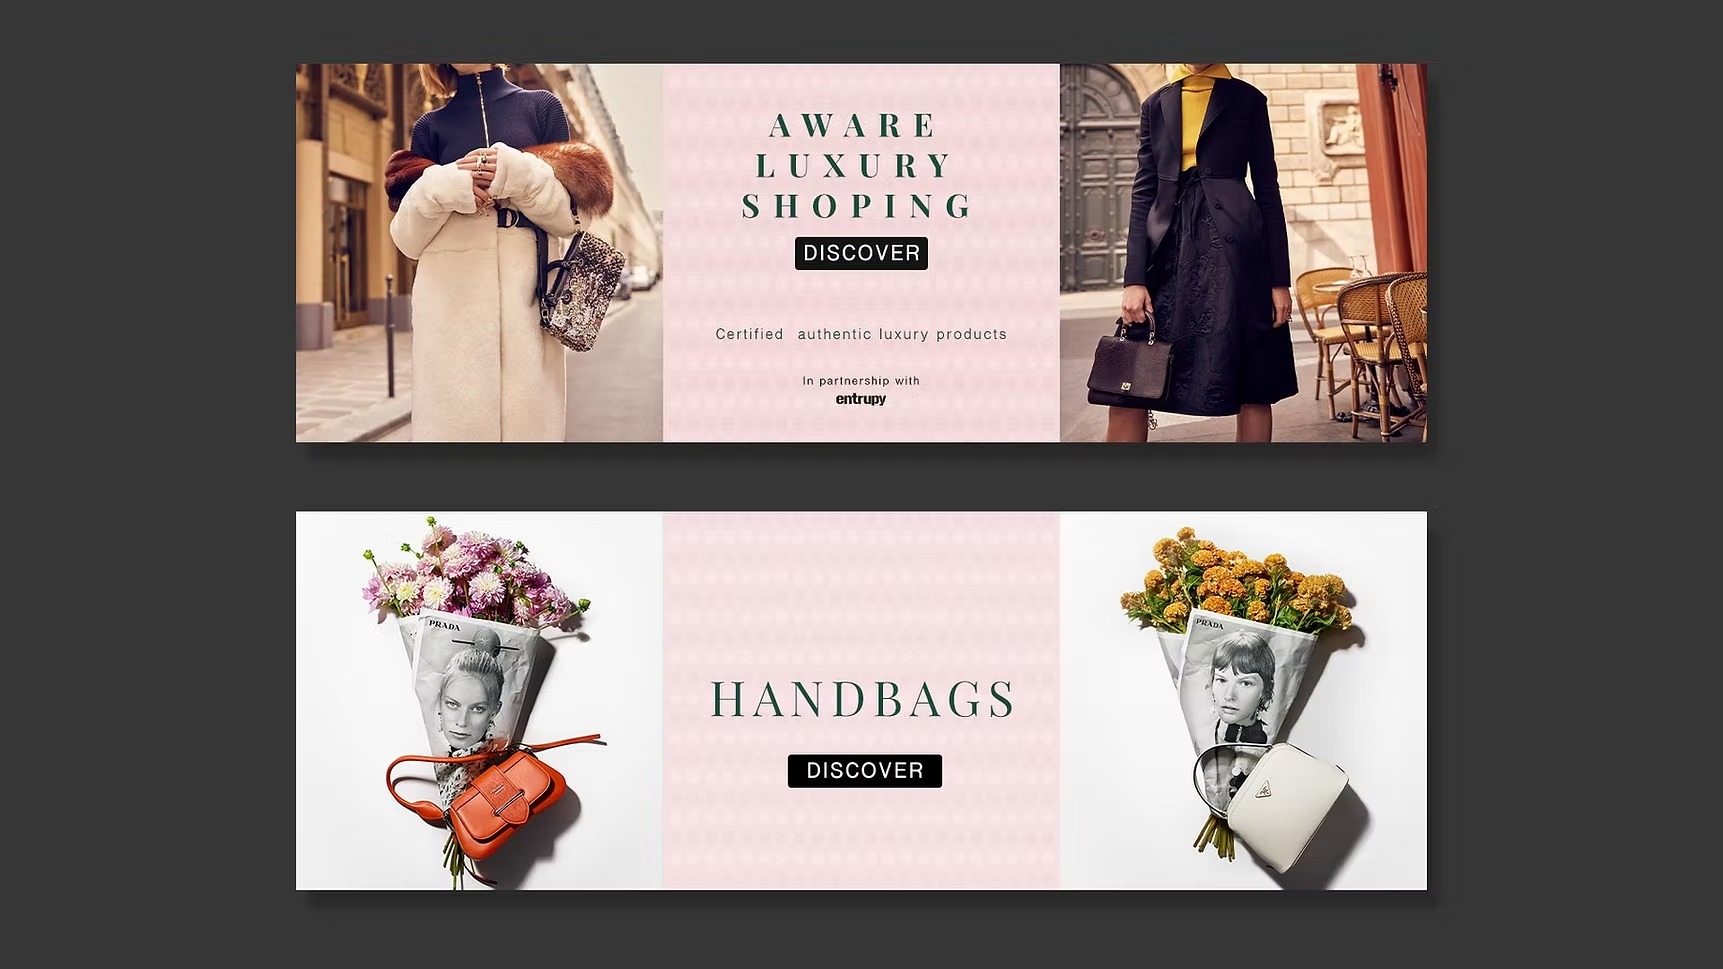 AWARE
LUXURY
SHOPING
DISCOVER
Certified authentic luxury products
In partnership with
entrupy
PRADA
PRADA
HANDBAGS
DISCOVER